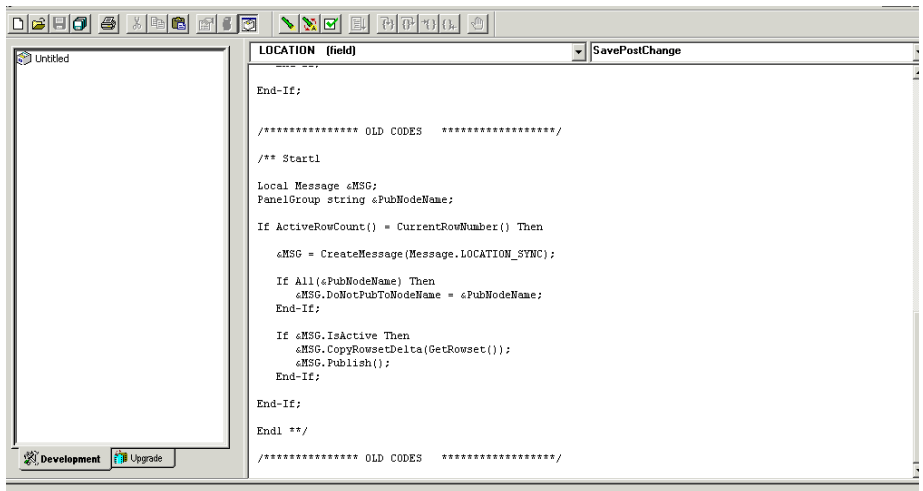 Untitled
LOCATION (field)
SavePostChange
End-If;
End-If;
/*************** OLD CODES ******************/
/** Start1
Local Message &MSG;
PanelGroup string &PubNodeName;
If ActiveRowCount() = CurrentRowNumber() Then
&MSG = CreateMessage(Message.LOCATION_SYNC);
If All(&PubNodeName) Then
&MSG.DoNotPubToNodeName = &PubNodeName;
End-If;
If &MSG.IsActive Then
&MSG.CopyRowsetDelta(GetRowset());
&MSG.Publish();
End-If;
End-If;
End1 **/
/*************** OLD CODES ******************/
Development
Upgrade